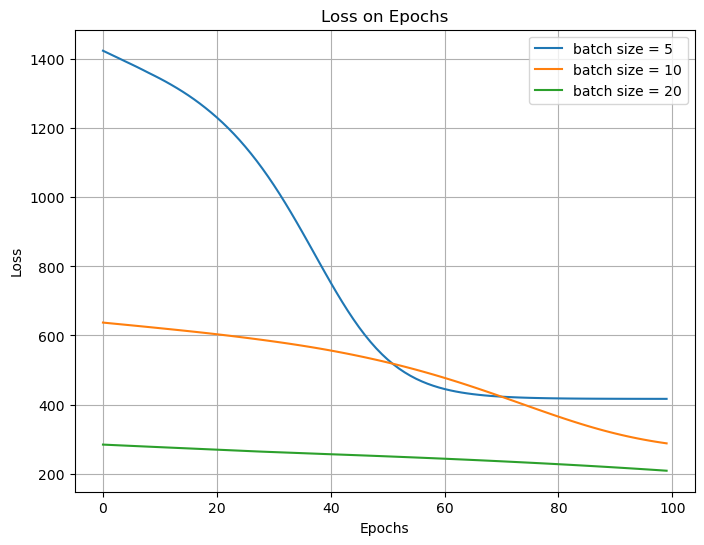 Loss on Epochs
1400
1200
1000
800
600
400
200
Loss
batch size = 5
batch size = 10
batch size = 20
0
20
40
60
80
100
Epochs